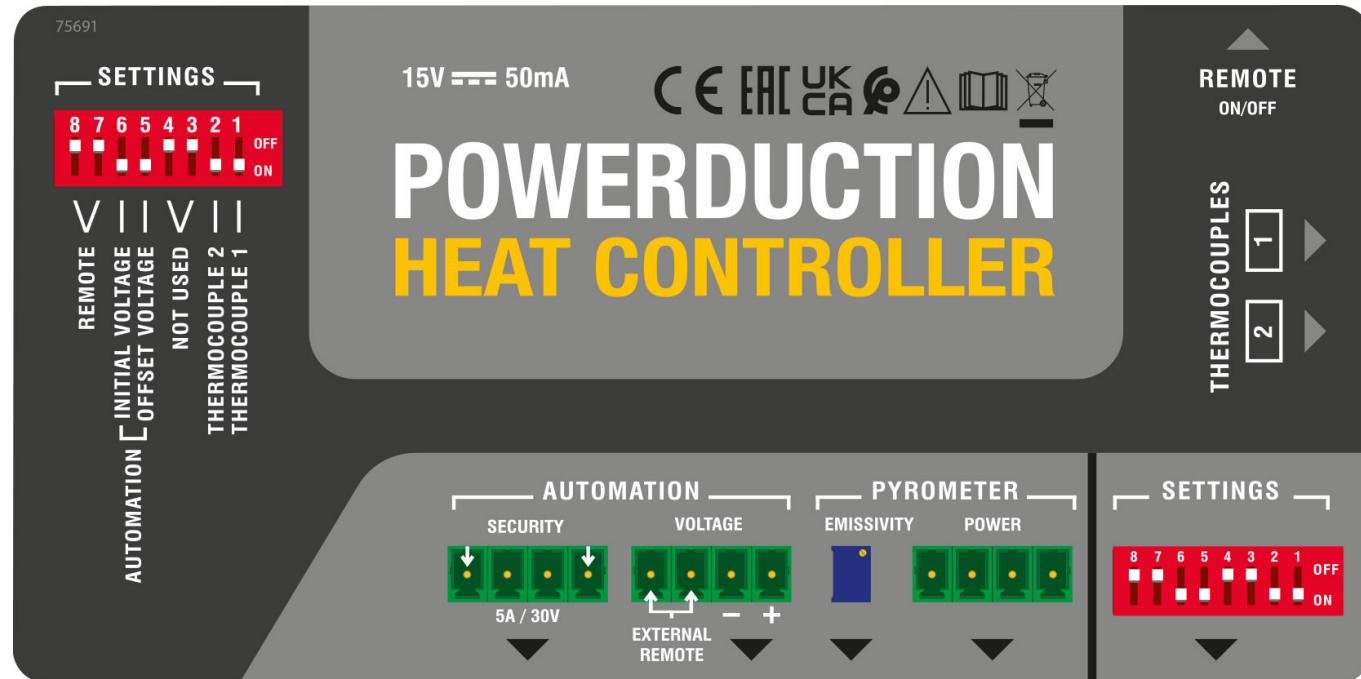 75691
SETTINGS
8 7 6 5 4 3 2 1
OFF
ON
REMOTE
INITIAL VOLTAGE
OFFSET VOLTAGE
AUTOMATION
NOT USED
THERMOCOUPLE 2
THERMOCOUPLE 1
15V 50mA
CE EAC UK
CA
POWERDUCTION
HEAT CONTROLLER
REMOTE
ON/OFF
THERMOCOUPLES
1
2
AUTOMATION
SECURITY
VOLTAGE
5A / 30V
EXTERNAL
REMOTE
– +
PYROMETER
EMISSIVITY
POWER
SETTINGS
8 7 6 5 4 3 2 1
OFF
ON